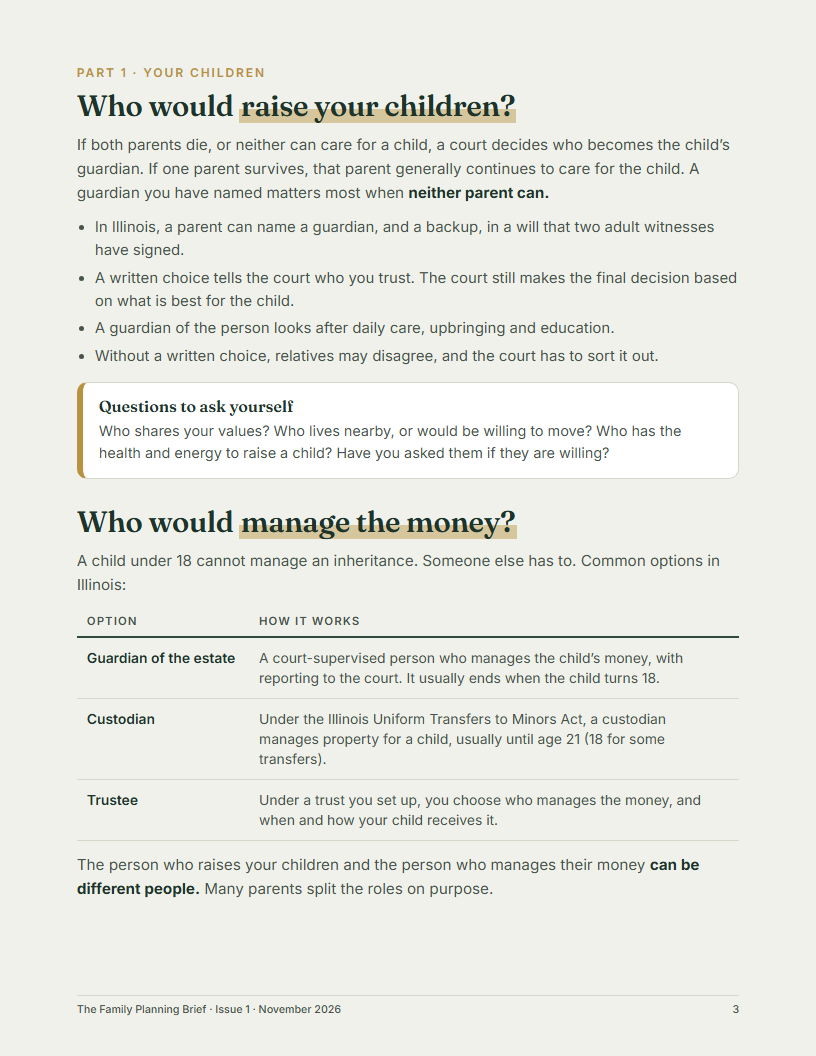 PART 1 · YOUR CHILDREN
Who would raise your children?
If both parents die, or neither can care for a child, a court decides who becomes the child’s
guardian. If one parent survives, that parent generally continues to care for the child. A
guardian you have named matters most when neither parent can.
• In Illinois, a parent can name a guardian, and a backup, in a will that two adult witnesses
have signed.
• A written choice tells the court who you trust. The court still makes the final decision based
on what is best for the child.
• A guardian of the person looks after daily care, upbringing and education.
• Without a written choice, relatives may disagree, and the court has to sort it out.
Questions to ask yourself
Who shares your values? Who lives nearby, or would be willing to move? Who has the
health and energy to raise a child? Have you asked them if they are willing?
Who would manage the money?
A child under 18 cannot manage an inheritance. Someone else has to. Common options in
Illinois:
OPTION HOW IT WORKS
Guardian of the estate A court-supervised person who manages the child’s money, with
reporting to the court. It usually ends when the child turns 18.
Custodian Under the Illinois Uniform Transfers to Minors Act, a custodian
manages property for a child, usually until age 21 (18 for some
transfers).
Trustee Under a trust you set up, you choose who manages the money, and
when and how your child receives it.
The person who raises your children and the person who manages their money can be
different people. Many parents split the roles on purpose.
The Family Planning Brief · Issue 1 · November 2026 3